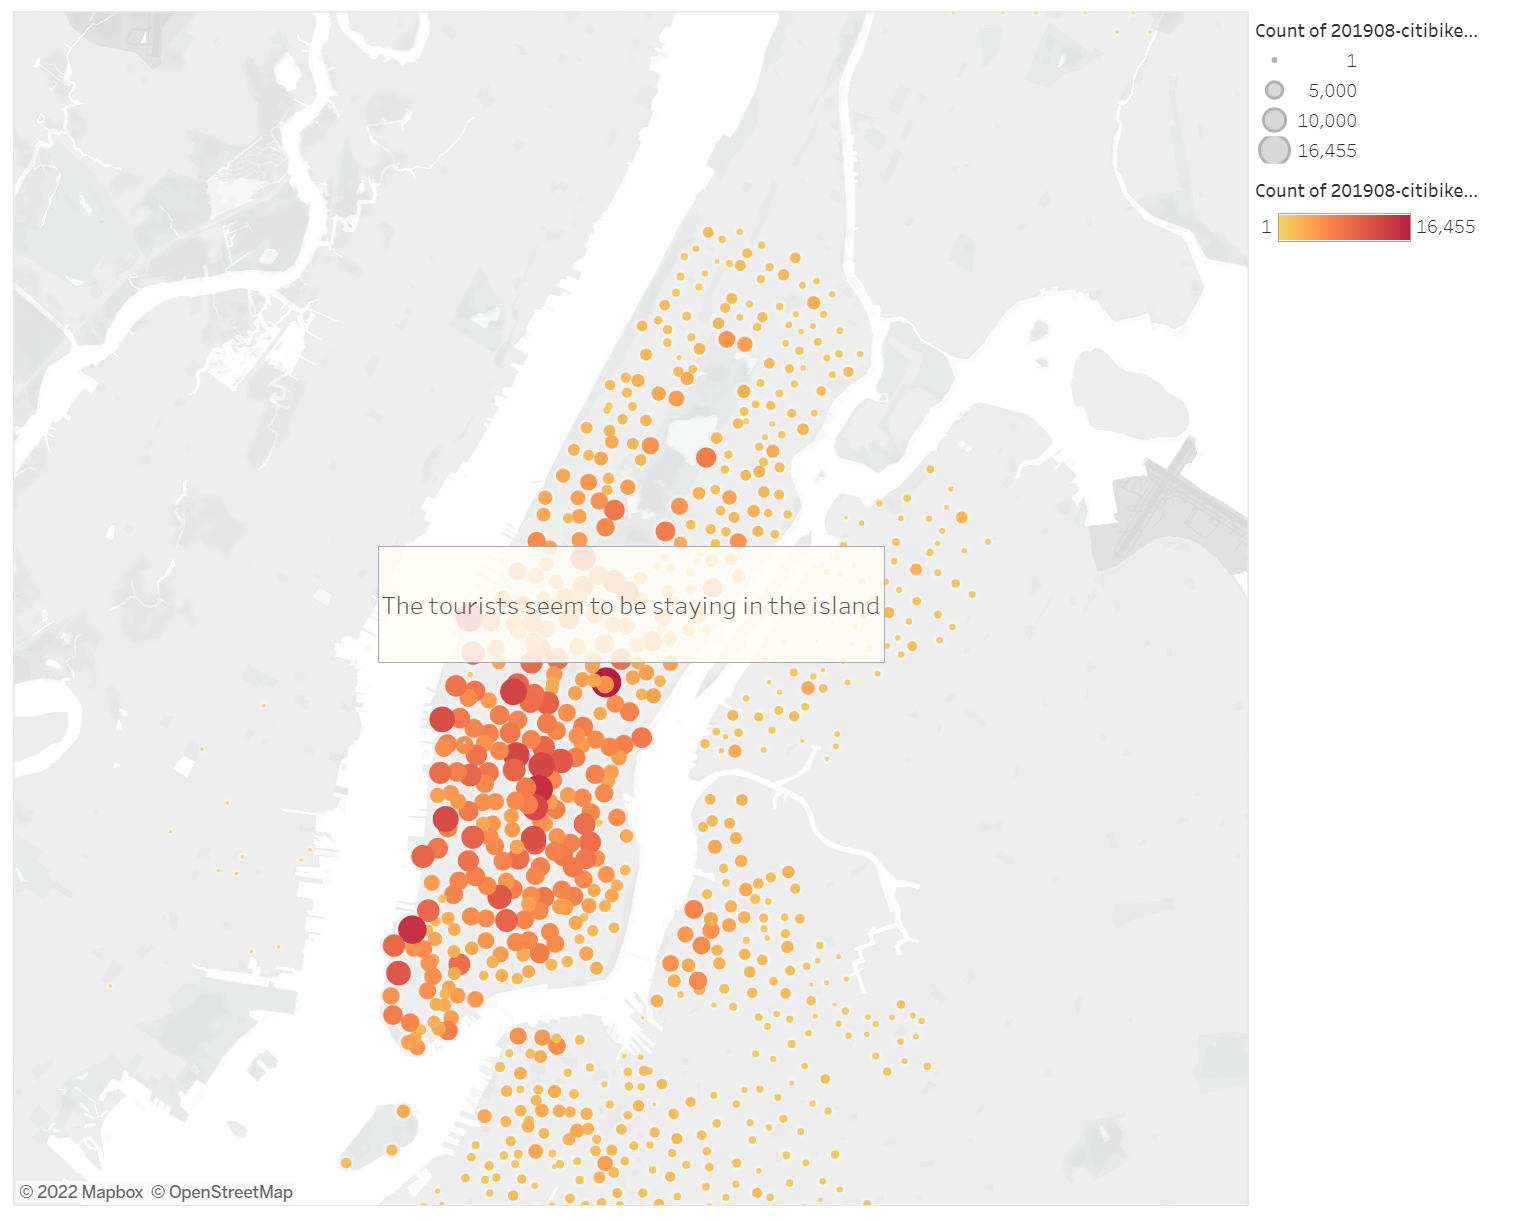 Count of 201908-citibike...
1
5,000
10,000
16,455
Count of 201908-citibike...
1 16,455
The tourists seem to be staying in the island
© 2022 Mapbox © OpenStreetMap